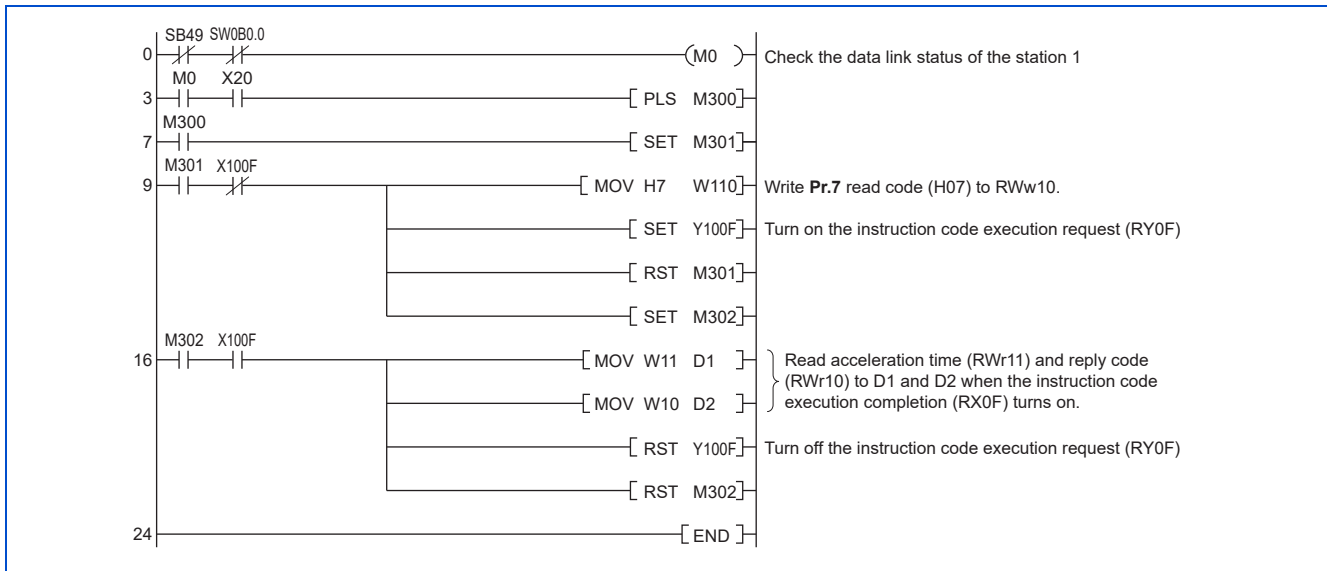 SB49 SW0B0.0
0 (M0 ) Check the data link status of the station 1
M0 X20
3 [ PLS M300]
M300
7 [ SET M301]
M301 X100F
9 [ MOV H7 W110] Write Pr.7 read code (H07) to RWw10.
[ SET Y100F] Turn on the instruction code execution request (RY0F)
[ RST M301]
[ SET M302]
M302 X100F
16 [ MOV W11 D1 ] Read acceleration time (RWr11) and reply code
(RWr10) to D1 and D2 when the instruction code
[ MOV W10 D2 ] execution completion (RX0F) turns on.
[ RST Y100F] Turn off the instruction code execution request (RY0F)
[ RST M302]
24 [ END ]